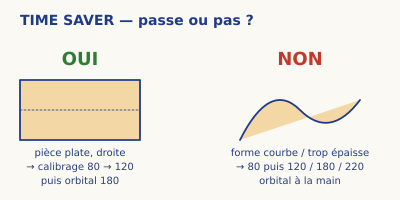 TIME SAVER — passe ou pas ?
OUI
pièce plate, droite
→ calibrage 80 → 120
puis orbital 180
NON
forme courbe / trop épaisse
→ 80 puis 120 / 180 / 220
orbital à la main